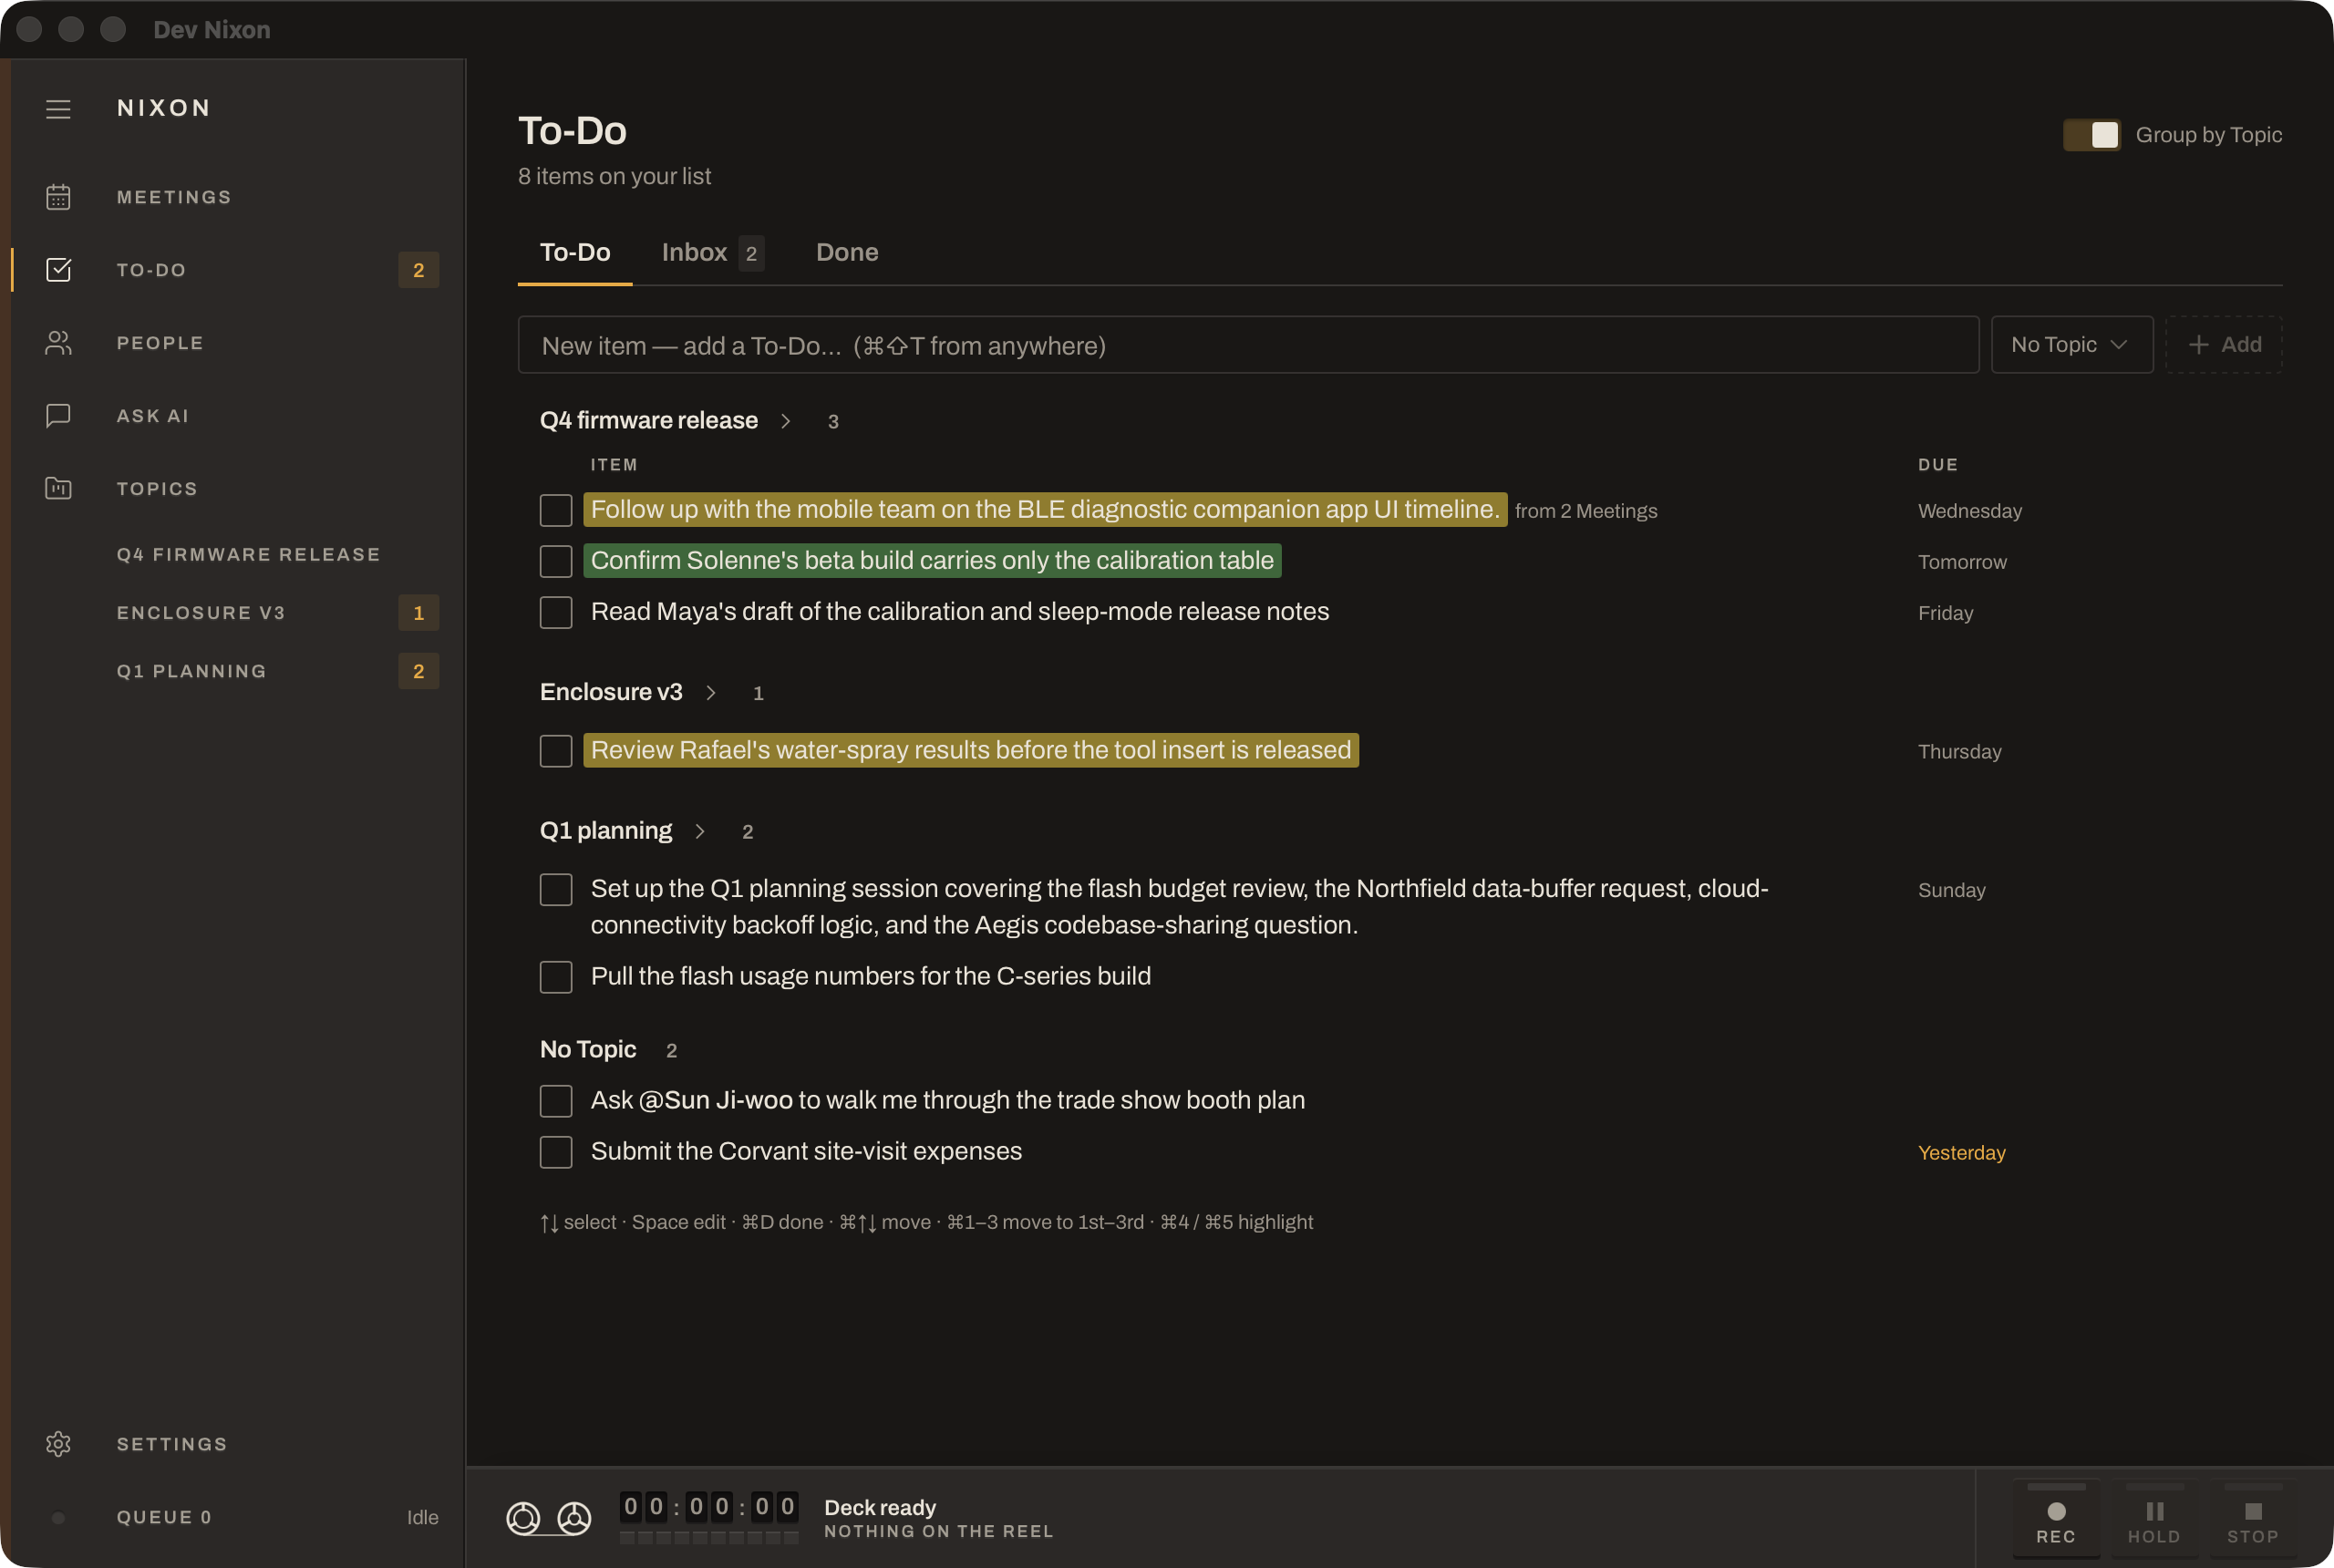 Dev Nixon
NIXON
MEETINGS
TO-DO 2
PEOPLE
ASK AI
TOPICS
Q4 FIRMWARE RELEASE
ENCLOSURE V3 1
Q1 PLANNING 2
SETTINGS
QUEUE 0 Idle
To-Do
8 items on your list
Group by Topic
To-Do Inbox 2 Done
New item — add a To-Do... (⌘⇧T from anywhere)
No Topic
+ Add
Q4 firmware release > 3
ITEM DUE
Follow up with the mobile team on the BLE diagnostic companion app UI timeline. from 2 Meetings Wednesday
Confirm Solenne's beta build carries only the calibration table Tomorrow
Read Maya's draft of the calibration and sleep-mode release notes Friday
Enclosure v3 > 1
Review Rafael's water-spray results before the tool insert is released Thursday
Q1 planning > 2
Set up the Q1 planning session covering the flash budget review, the Northfield data-buffer request, cloud- Sunday
connectivity backoff logic, and the Aegis codebase-sharing question.
Pull the flash usage numbers for the C-series build
No Topic 2
Ask @Sun Ji-woo to walk me through the trade show booth plan
Submit the Corvant site-visit expenses Yesterday
↑↓ select · Space edit · ⌘D done · ⌘↑↓ move · ⌘1–3 move to 1st–3rd · ⌘4 / ⌘5 highlight
00:00:00
Deck ready
NOTHING ON THE REEL
REC HOLD STOP